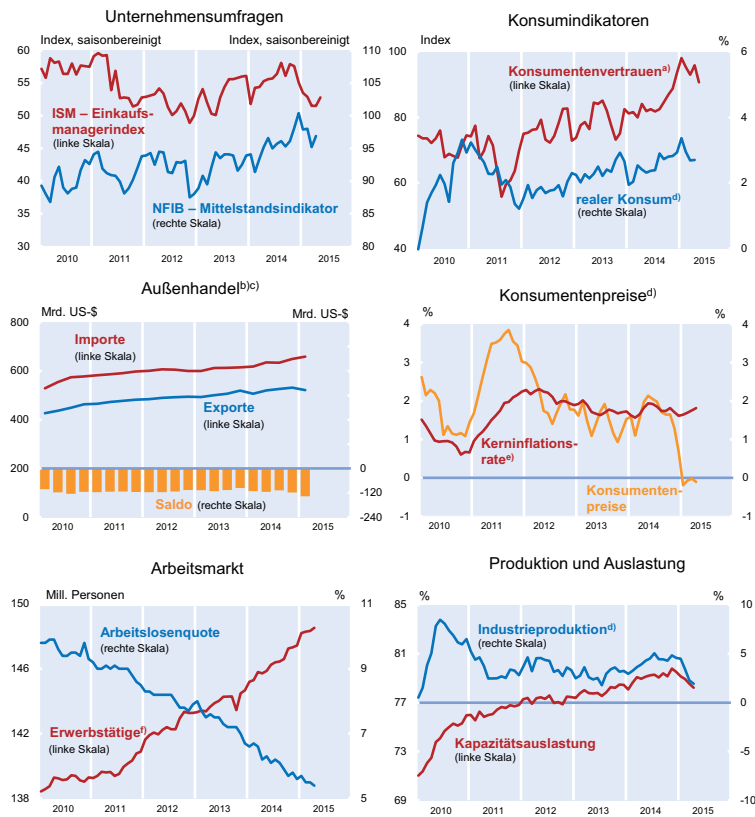 Unternehmensumfragen
Index, saisonbereinigt
Index, saisonbereinigt
60
55
50
45
40
35
30
110
105
100
95
90
85
80
ISM – Einkaufs-
managerindex
(linke Skala)
NFIB – Mittelstandsindikator
(rechte Skala)
2010 2011 2012 2013 2014 2015
Konsumindikatoren
Index
%
100
80
60
40
6
4
2
0
Konsumentenvertrauena)
(linke Skala)
realer Konsumd)
(rechte Skala)
2010 2011 2012 2013 2014 2015
Außenhandelb)c)
Mrd. US-$
Mrd. US-$
800
600
400
200
0
0
-120
-240
Importe
(linke Skala)
Exporte
(linke Skala)
Saldo (rechte Skala)
2010 2011 2012 2013 2014 2015
Konsumentenpreised)
%
%
4
3
2
1
0
-1
4
3
2
1
0
-1
Kerninflations-
ratee)
Konsumenten-
preise
2010 2011 2012 2013 2014 2015
Arbeitsmarkt
Mill. Personen
%
150
146
142
138
11
9
7
5
Arbeitslosenquote
(rechte Skala)
Erwerbstätigef)
(linke Skala)
2010 2011 2012 2013 2014 2015
Produktion und Auslastung
%
%
85
81
77
73
69
10
5
0
-5
-10
Industrieproduktiond)
(rechte Skala)
Kapazitätsauslastung
(linke Skala)
2010 2011 2012 2013 2014 2015